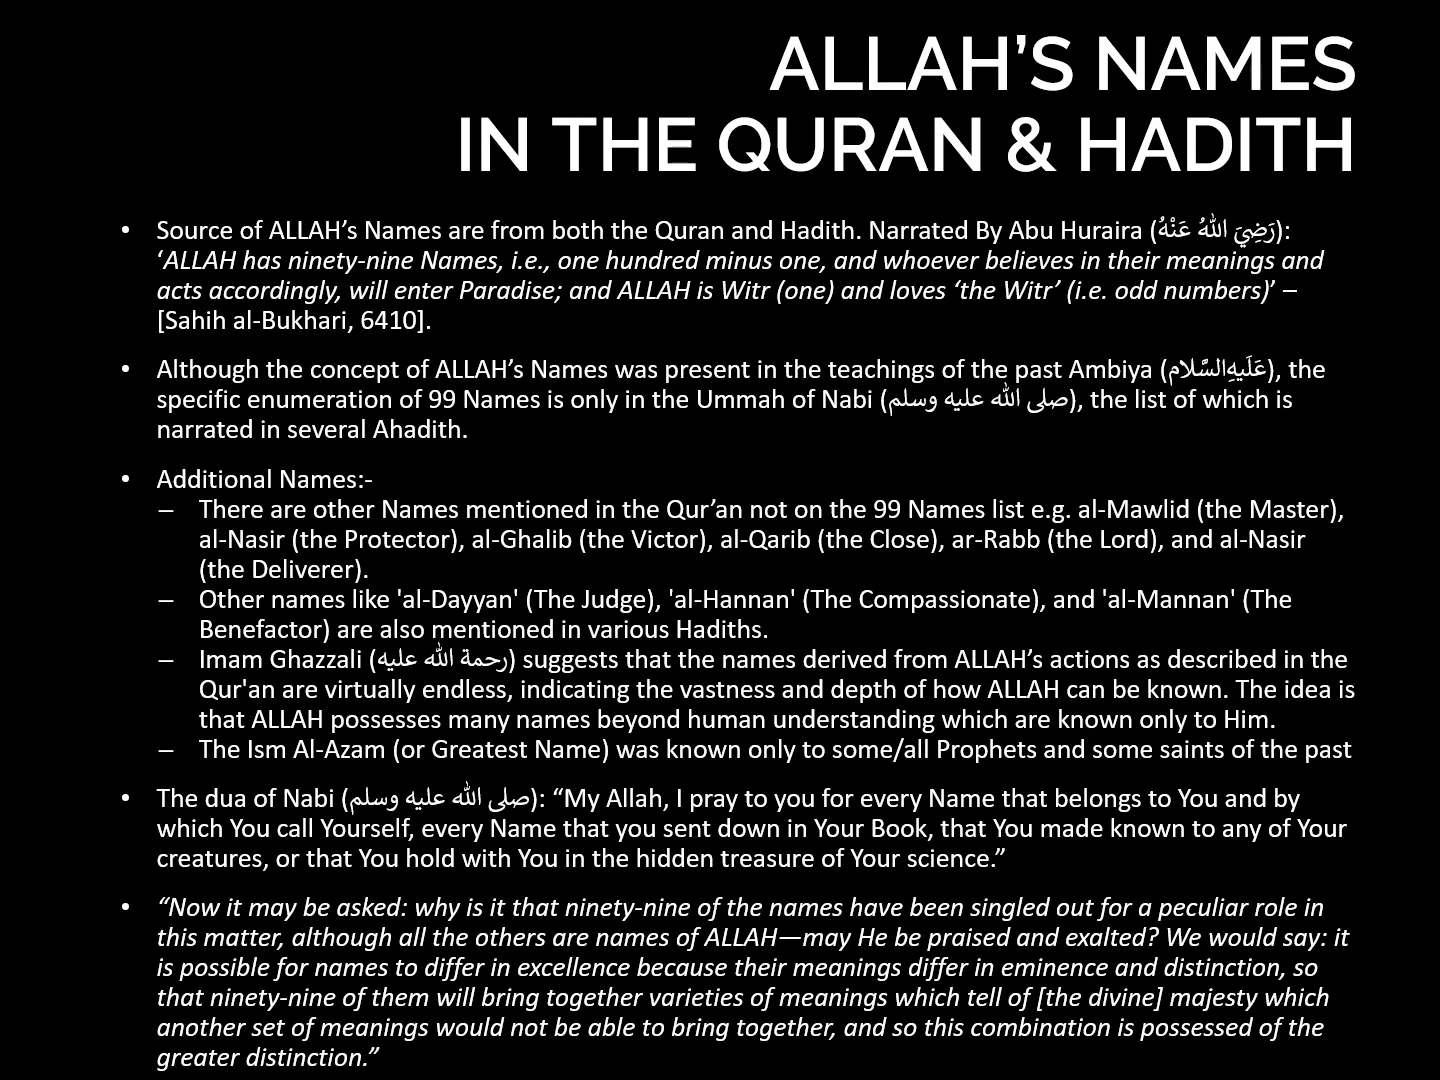 ALLAH’S NAMES
IN THE QURAN & HADITH
• Source of ALLAH’s Names are from both the Quran and Hadith. Narrated By Abu Huraira (رَضِيَ اللهُ عَنْهُ):
‘ALLAH has ninety-nine Names, i.e., one hundred minus one, and whoever believes in their meanings and
acts accordingly, will enter Paradise; and ALLAH is Witr (one) and loves ‘the Witr’ (i.e. odd numbers)’ –
[Sahih al-Bukhari, 6410].
• Although the concept of ALLAH’s Names was present in the teachings of the past Ambiya (عَلَيهِالسَّلام), the
specific enumeration of 99 Names is only in the Ummah of Nabi (صلى الله عليه وسلم), the list of which is
narrated in several Ahadith.
• Additional Names:-
– There are other Names mentioned in the Qur’an not on the 99 Names list e.g. al-Mawlid (the Master),
al-Nasir (the Protector), al-Ghalib (the Victor), al-Qarib (the Close), ar-Rabb (the Lord), and al-Nasir
(the Deliverer).
– Other names like 'al-Dayyan' (The Judge), 'al-Hannan' (The Compassionate), and 'al-Mannan' (The
Benefactor) are also mentioned in various Hadiths.
– Imam Ghazzali (رحمة الله عليه) suggests that the names derived from ALLAH’s actions as described in the
Qur'an are virtually endless, indicating the vastness and depth of how ALLAH can be known. The idea is
that ALLAH possesses many names beyond human understanding which are known only to Him.
– The Ism Al-Azam (or Greatest Name) was known only to some/all Prophets and some saints of the past
• The dua of Nabi (صلى الله عليه وسلم): “My Allah, I pray to you for every Name that belongs to You and by
which You call Yourself, every Name that you sent down in Your Book, that You made known to any of Your
creatures, or that You hold with You in the hidden treasure of Your science.”
• “Now it may be asked: why is it that ninety-nine of the names have been singled out for a peculiar role in
this matter, although all the others are names of ALLAH—may He be praised and exalted? We would say: it
is possible for names to differ in excellence because their meanings differ in eminence and distinction, so
that ninety-nine of them will bring together varieties of meanings which tell of [the divine] majesty which
another set of meanings would not be able to bring together, and so this combination is possessed of the
greater distinction.”